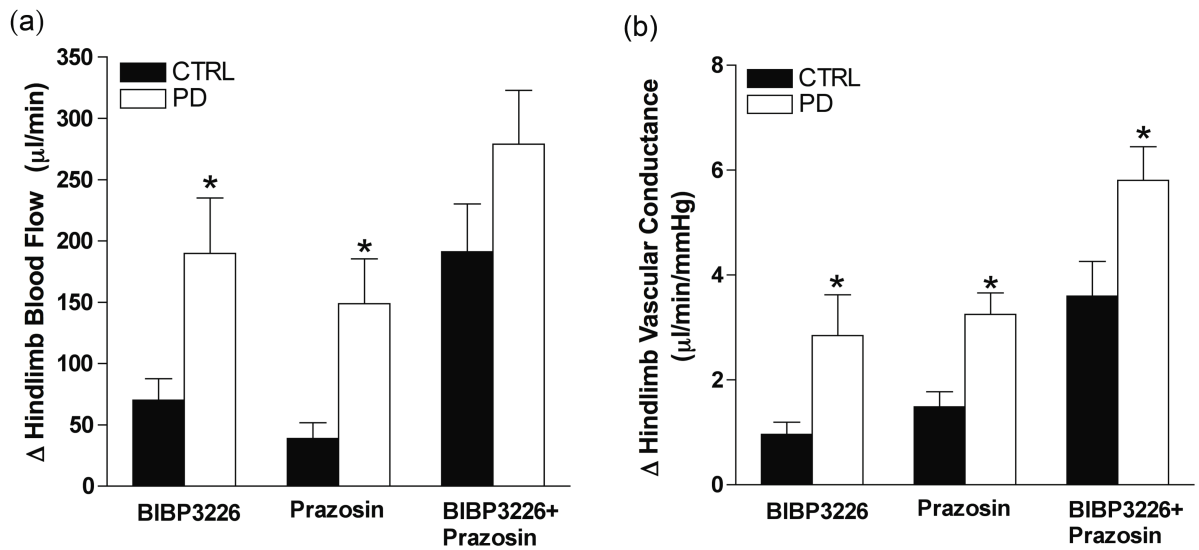 (a)
Δ Hindlimb Blood Flow (μl/min)
350
300
250
200
150
100
50
0
CTRL
PD
*
*
BIBP3226
Prazosin
BIBP3226+
Prazosin
(b)
Δ Hindlimb Vascular Conductance
(μl/min/mmHg)
8
6
4
2
0
CTRL
PD
*
*
*
BIBP3226
Prazosin
BIBP3226+
Prazosin